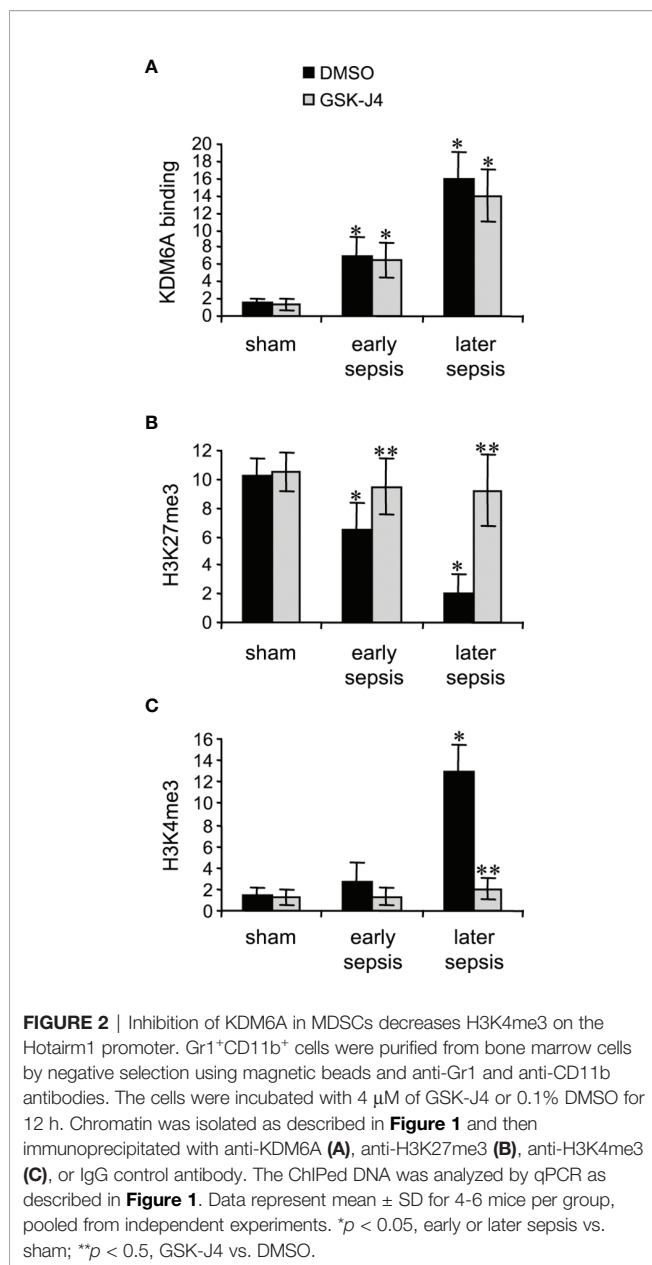 A
DMSO
GSK-J4
KDM6A binding
20
18
16
14
12
10
8
6
4
2
0
* * * *
sham early sepsis later sepsis
B
H3K27me3
12
10
8
6
4
2
0
* ** * **
sham early sepsis later sepsis
C
H3K4me3
16
14
12
10
8
6
4
2
0
* **
sham early sepsis later sepsis
FIGURE 2 | Inhibition of KDM6A in MDSCs decreases H3K4me3 on the
Hotairm1 promoter. Gr1⁺CD11b⁺ cells were purified from bone marrow cells
by negative selection using magnetic beads and anti-Gr1 and anti-CD11b
antibodies. The cells were incubated with 4 μM of GSK-J4 or 0.1% DMSO for
12 h. Chromatin was isolated as described in Figure 1 and then
immunoprecipitated with anti-KDM6A (A), anti-H3K27me3 (B), anti-H3K4me3
(C), or IgG control antibody. The ChIPed DNA was analyzed by qPCR as
described in Figure 1. Data represent mean ± SD for 4-6 mice per group,
pooled from independent experiments. *p < 0.05, early or later sepsis vs.
sham; **p < 0.5, GSK-J4 vs. DMSO.